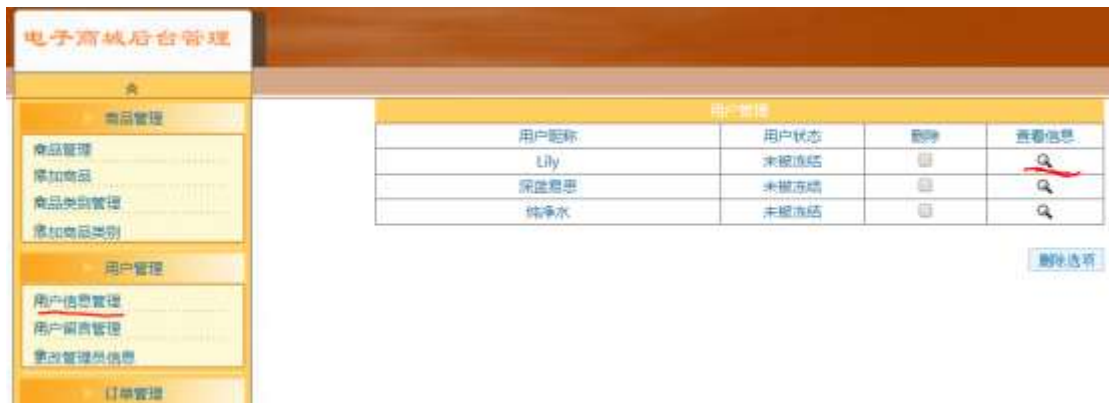 电子商城后台管理
商品管理
商品管理
添加商品
商品类别管理
添加商品类别
用户管理
用户信息管理
用户留言管理
更改管理员信息
订单管理
用户管理
用户昵称 用户状态 删除 查看信息
Lily 未被冻结
深蓝意思 未被冻结
纯净水 未被冻结
删除选项